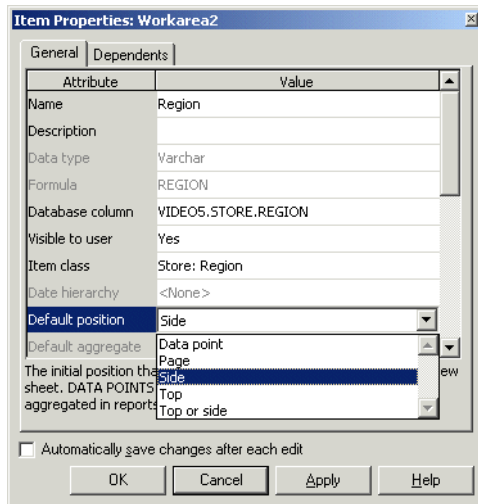 Item Properties: Workarea2
General Dependents
Attribute Value
Name Region
Description
Data type Varchar
Formula REGION
Database column VIDEO5.STORE.REGION
Visible to user Yes
Item class Store: Region
Date hierarchy <None>
Default position Side
Default aggregate Data point
Page
Side
Top
Top or side
The initial position tha ew
sheet. DATA POINTS
aggregated in reports
Automatically save changes after each edit
OK Cancel Apply Help